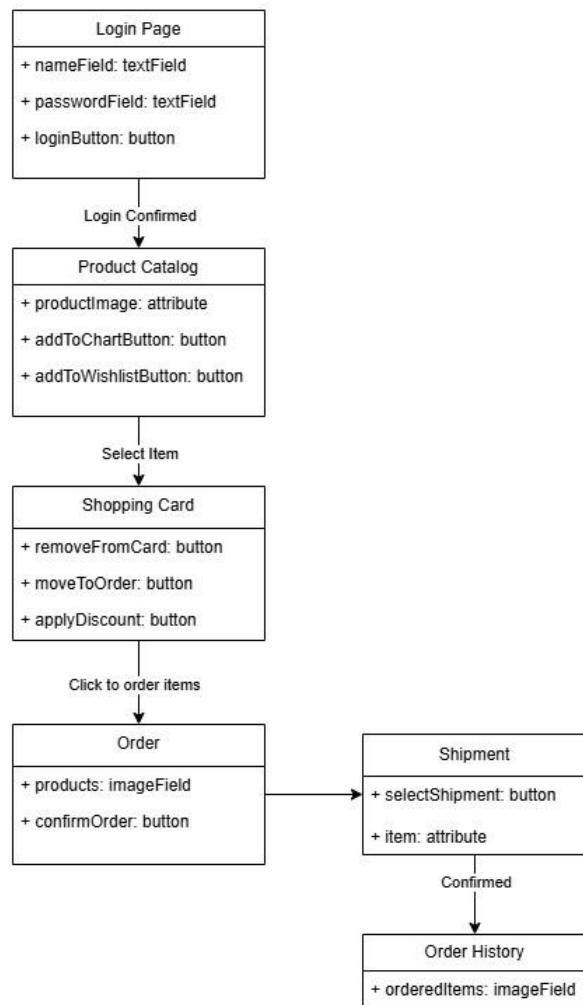 Login Page
+ nameField: textField
+ passwordField: textField
+ loginButton: button
Login Confirmed
Product Catalog
+ productImage: attribute
+ addToChartButton: button
+ addToWishlistButton: button
Select Item
Shopping Card
+ removeFromCard: button
+ moveToOrder: button
+ applyDiscount: button
Click to order items
Order
+ products: imageField
+ confirmOrder: button
Shipment
+ selectShipment: button
+ item: attribute
Confirmed
Order History
+ orderedItems: imageField